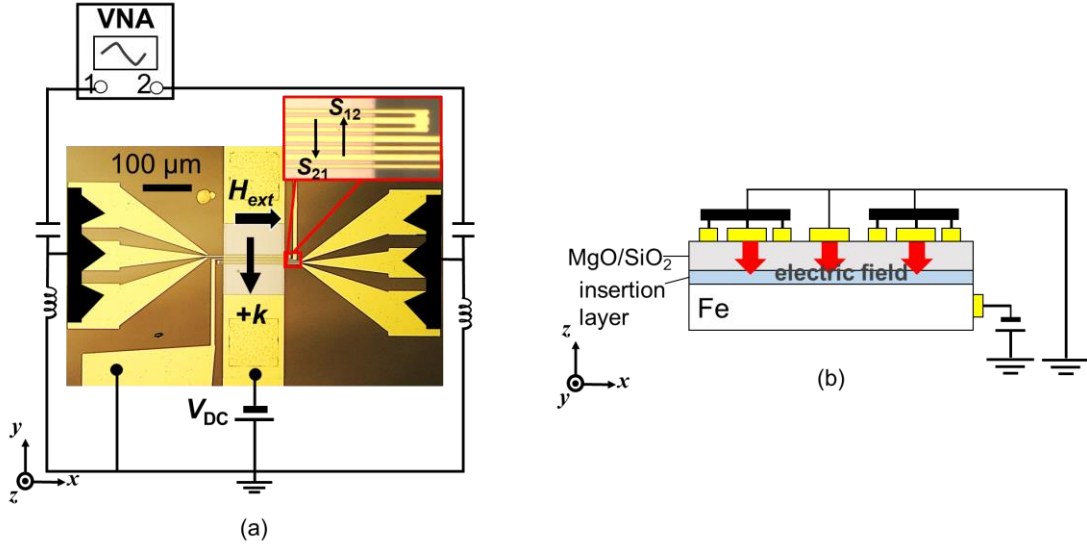 VNA
1 2
S12
S21
100 μm
Hext
+k
VDC
y
z x
(a)
MgO/SiO2
electric field
insertion
layer
Fe
z
y x
(b)